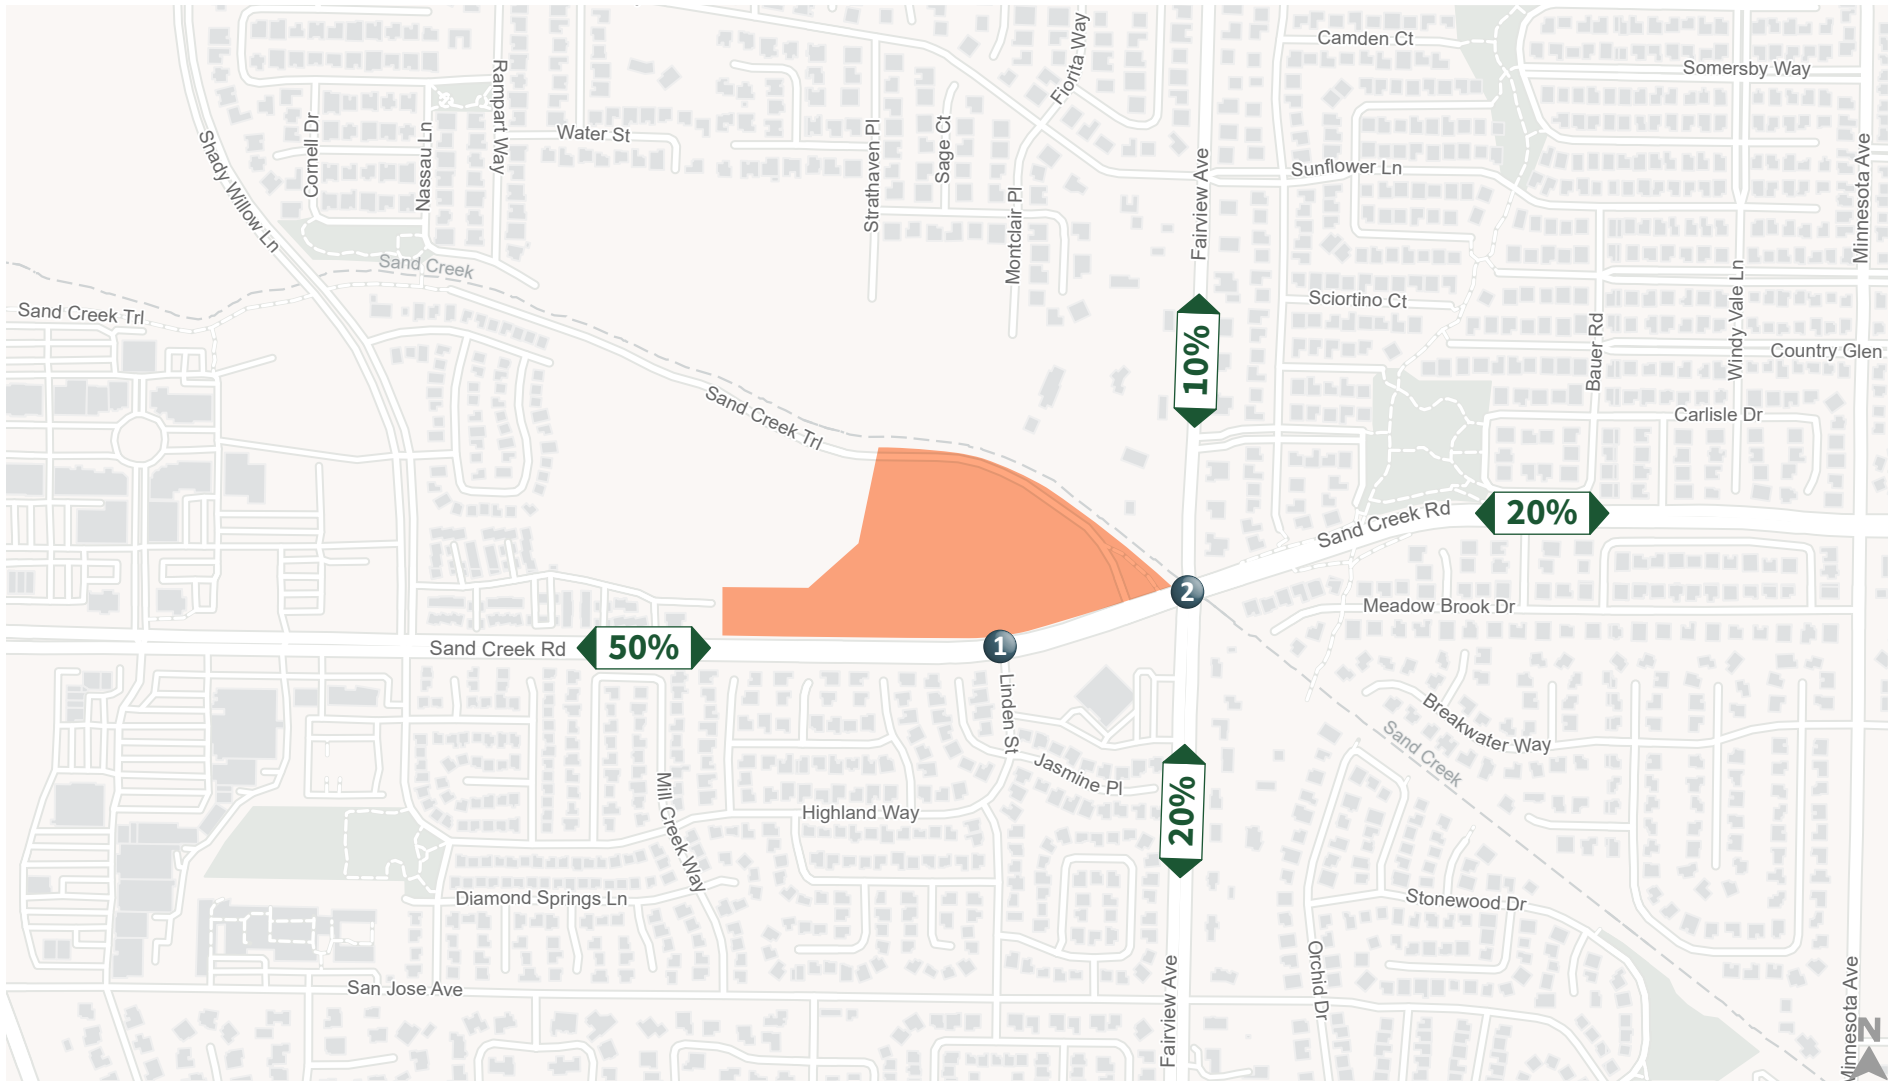 Camden Ct
Somersby Way
Fiorita Way
Rampart Way
Water St
Cornell Dr
Nassau Ln
Shady Willow Ln
Strathaven Pl
Sage Ct
Montclair Pl
Fairview Ave
Sunflower Ln
Minnesota Ave
Sand Creek
Sand Creek Trl
Sciortino Ct
Windy Vale Ln
Bauer Rd
Country Glen
10%
Sand Creek Trl
Carlisle Dr
Sand Creek Rd
20%
2
Meadow Brook Dr
Sand Creek Rd
50%
1
Linden St
Breakwater Way
Sand Creek
Jasmine Pl
Mill Creek Way
Highland Way
20%
Diamond Springs Ln
Stonewood Dr
Orchid Dr
San Jose Ave
Fairview Ave
Minnesota Ave
N